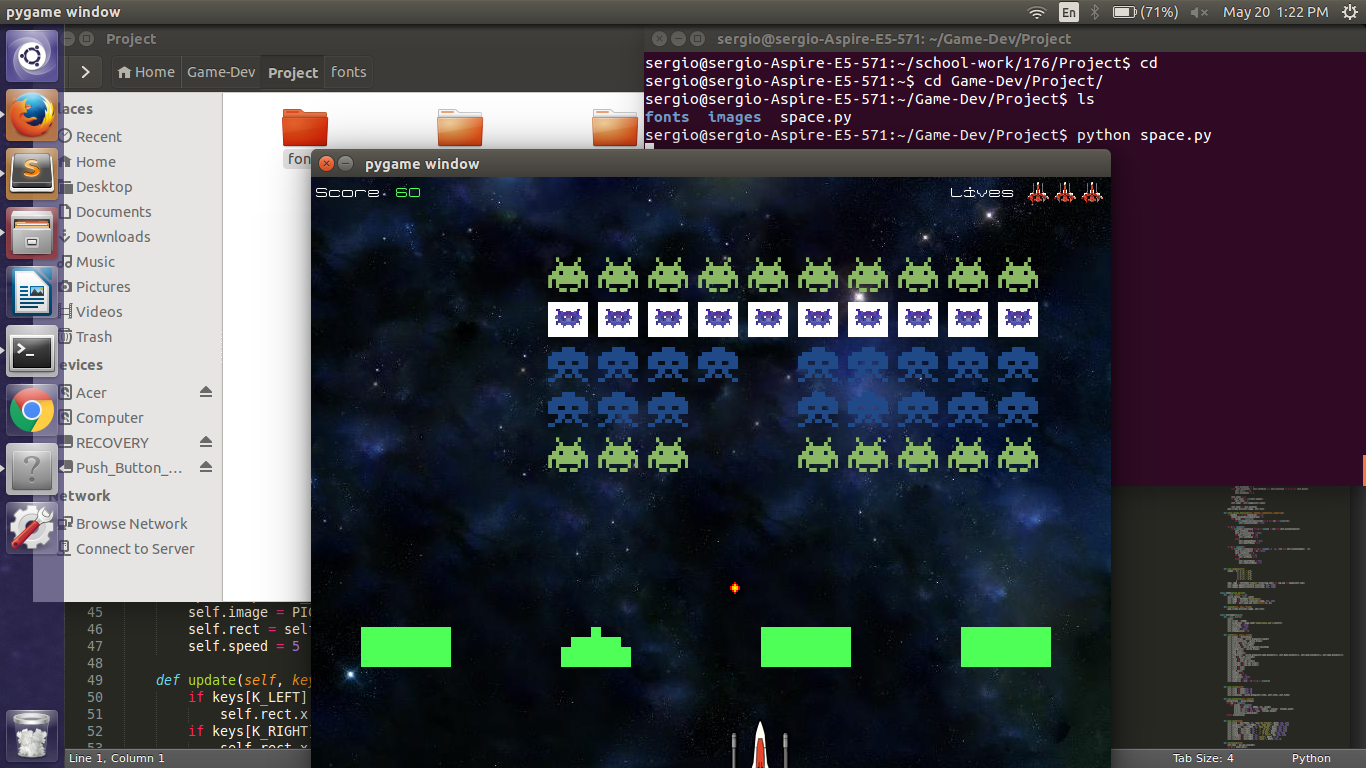 pygame window
En
(71%)
May 20 1:22 PM
Project
sergio@sergio-Aspire-E5-571: ~/Game-Dev/Project
Home
Game-Dev
Project
fonts
sergio@sergio-Aspire-E5-571:~/school-work/176/Project$ cd
sergio@sergio-Aspire-E5-571:~$ cd Game-Dev/Project/
sergio@sergio-Aspire-E5-571:~/Game-Dev/Project$ ls
fonts images space.py
sergio@sergio-Aspire-E5-571:~/Game-Dev/Project$ python space.py
laces
Recent
Home
Desktop
Documents
Downloads
Music
Pictures
Videos
Trash
evices
Acer
Computer
RECOVERY
Push_Button_...
Network
Browse Network
Connect to Server
fon
pygame window
Score 60
Lives
45 self.image = PI
46 self.rect = sel
47 self.speed = 5
48
49 def update(self, key
50 if keys[K_LEFT]
51 self.rect.x
52 if keys[K_RIGHT]
53 self.rect.x
Line 1, Column 1
Tab Size: 4
Python